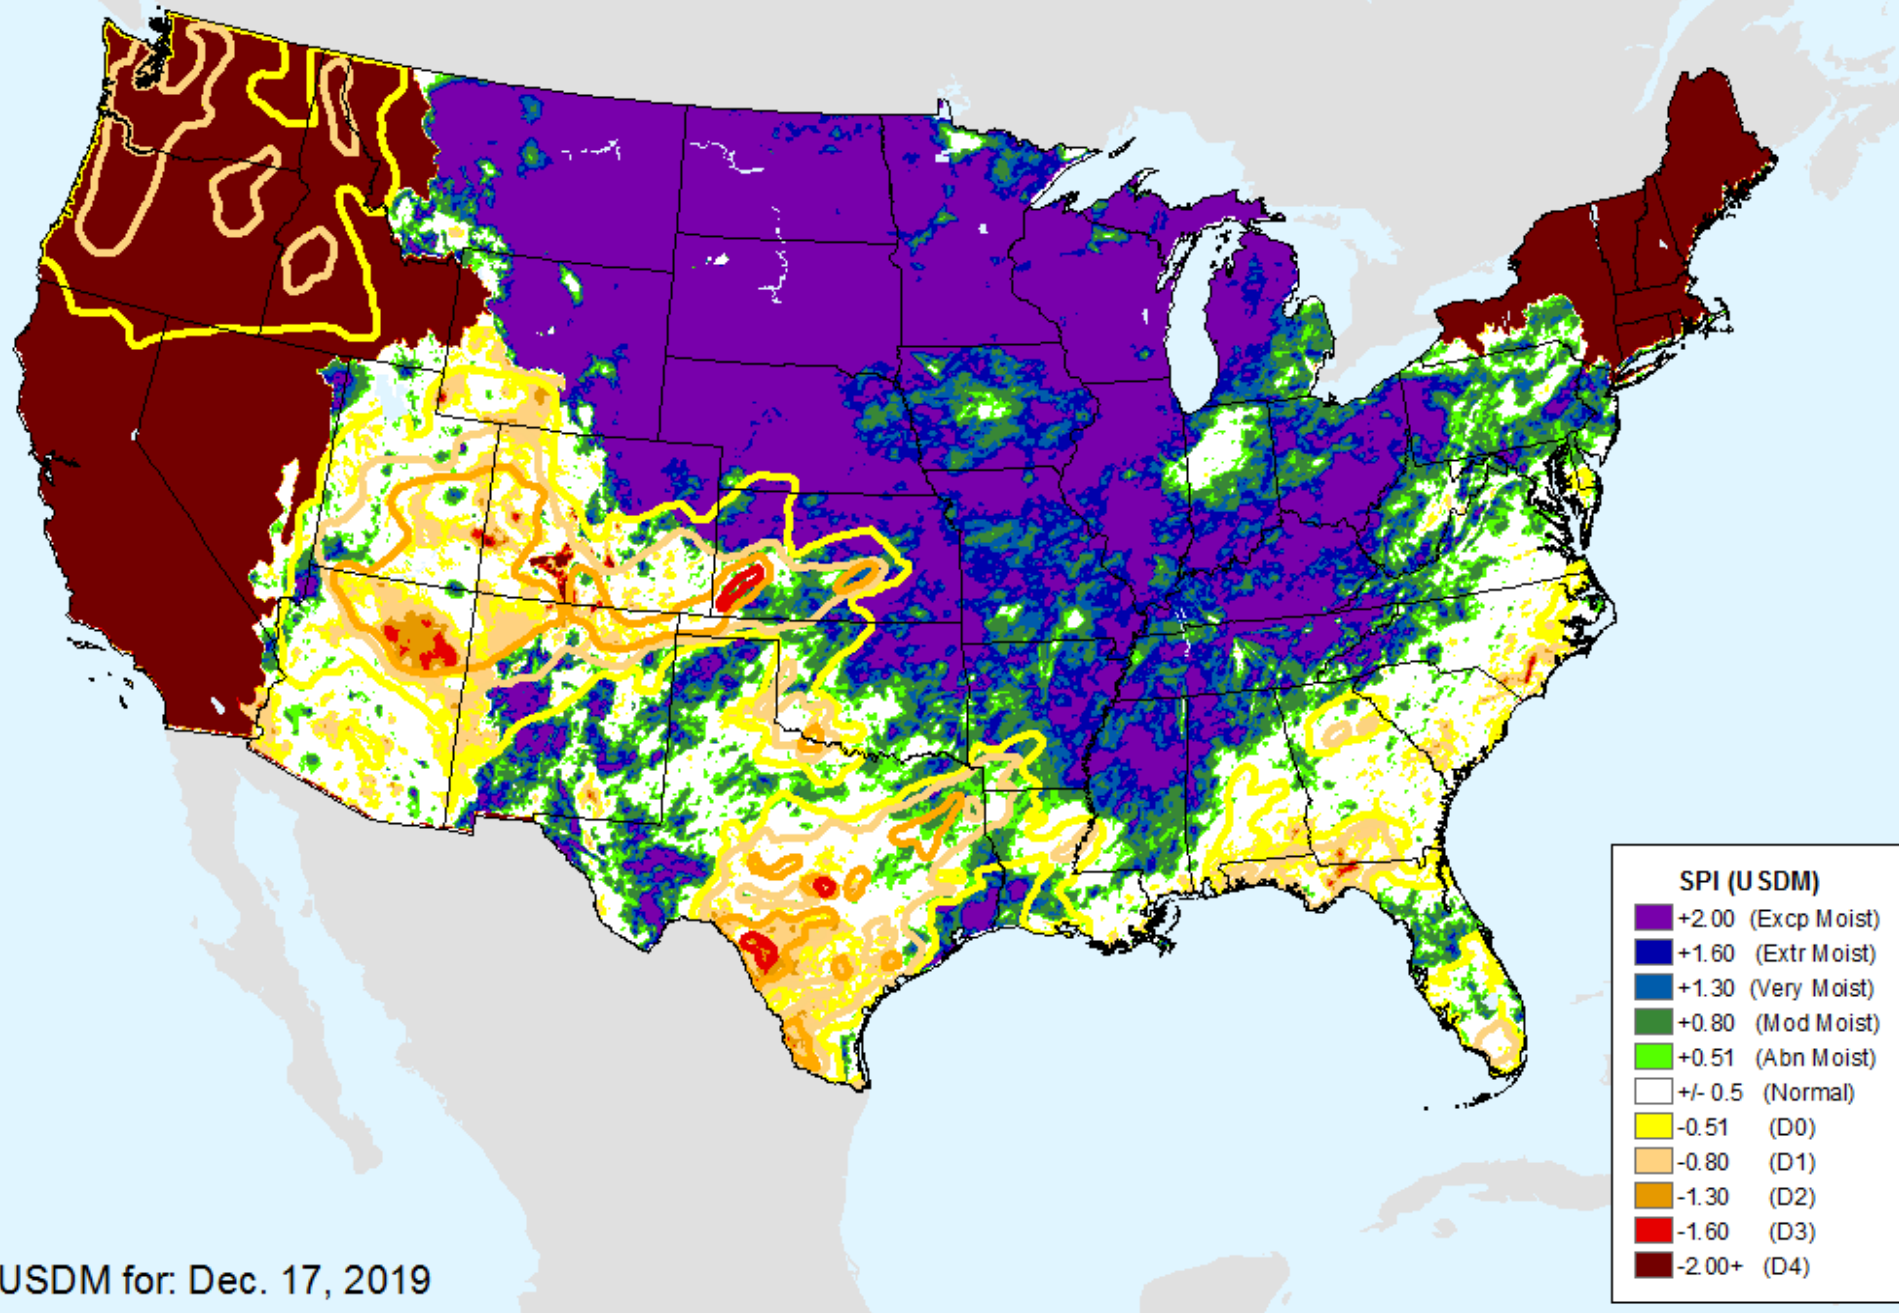 SPI (USDM)
+2.00 (Excp Moist)
+1.60 (Extr Moist)
+1.30 (Very Moist)
+0.80 (Mod Moist)
+0.51 (Abn Moist)
+/- 0.5 (Normal)
-0.51 (D0)
-0.80 (D1)
-1.30 (D2)
-1.60 (D3)
-2.00+ (D4)
USDM for: Dec. 17, 2019